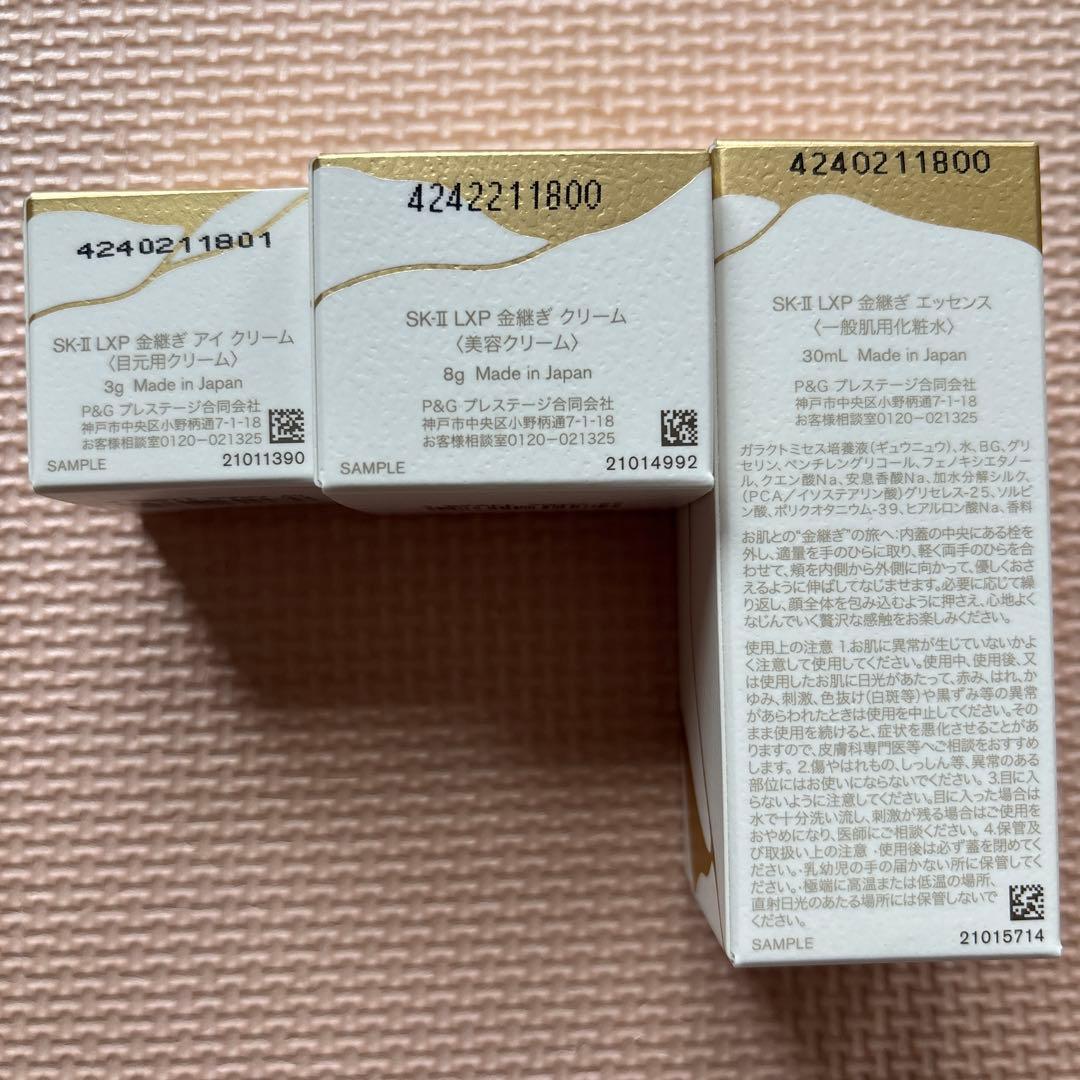 4240211801
SK-II LXP 金継ぎ アイ クリーム
〈目元用クリーム〉
3g Made in Japan
P&G プレステージ合同会社
神戸市中央区小野柄通7-1-18
お客様相談室0120-021325
SAMPLE
21011390
4242211800
SK-II LXP 金継ぎ クリーム
〈美容クリーム〉
8g Made in Japan
P&G プレステージ合同会社
神戸市中央区小野柄通7-1-18
お客様相談室0120-021325
SAMPLE
21014992
4240211800
SK-II LXP 金継ぎ エッセンス
〈一般肌用化粧水〉
30mL Made in Japan
P&G プレステージ合同会社
神戸市中央区小野柄通7-1-18
お客様相談室0120-021325
ガラクトミセス培養液(ギュウニュウ)、水、BG、グリ
セリン、ペンチレングリコール、フェノキシエタノー
ル、クエン酸Na、安息香酸Na、加水分解シルク、
(PCA/イソステアリン酸)グリセレス-25、ソルビ
ン酸、ポリクオタニウム-39、ヒアルロン酸Na、香料
お肌との"金継ぎ"の旅へ:内蓋の中央にある栓を
外し、適量を手のひらに取り、軽く両手のひらを合
わせて、頬を内側から外側に向かって、優しくおさ
えるように伸ばしてなじませます。必要に応じて繰
り返し、顔全体を包み込むように押さえ、心地よく
なじんでいく贅沢な感触をお楽しみください。
使用上の注意 1.お肌に異常が生じていないかよ
く注意して使用してください。使用中、使用後、又
は使用したお肌に日光があたって、赤み、はれ、か
ゆみ、刺激、色抜け(白斑等)や黒ずみ等の異常
があらわれたときは使用を中止してください。その
まま使用を続けると、症状を悪化させることがあ
りますので、皮膚科専門医等へご相談をおすすめ
します。 2.傷やはれもの、しっしん等、異常のある
部位にはお使いにならないでください。 3.目に入
らないように注意してください。目に入った場合は
水で十分洗い流し、刺激が残る場合はご使用を
おやめになり、医師にご相談ください。 4.保管及
び取扱い上の注意 ・使用後は必ず蓋を閉めてく
ださい。・乳幼児の手の届かない所に保管してく
ださい。・極端に高温または低温の場所、
直射日光のあたる場所には保管しないで
ください。
SAMPLE
21015714